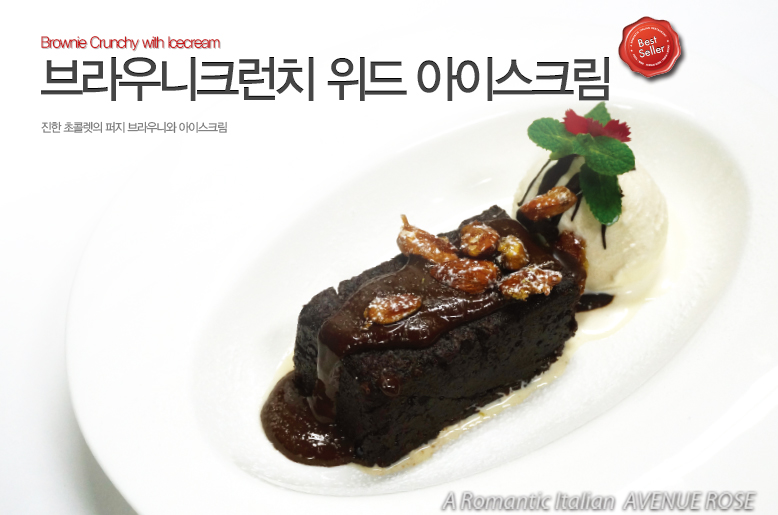 Brownie Crunchy with Icecream
브라우니크런치 위드 아이스크림
Best
Seller
진한 초콜렛의 퍼지 브라우니와 아이스크림
A Romantic Italian AVENUE ROSE